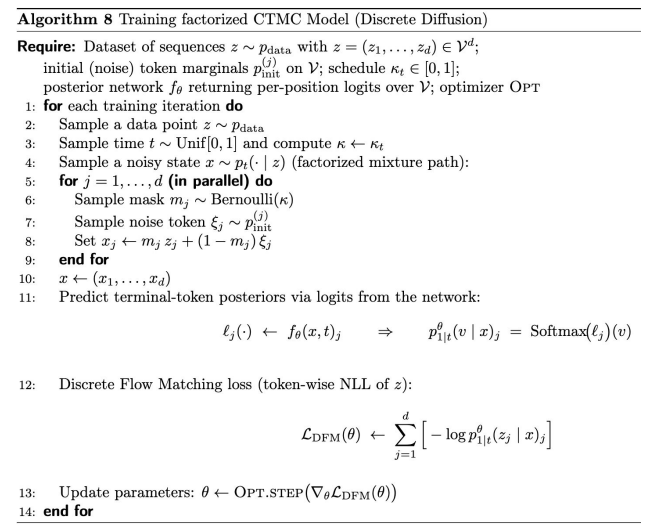 Algorithm 8 Training factorized CTMC Model (Discrete Diffusion)
Require: Dataset of sequences z ∼ p_data with z = (z_1, . . . , z_d) ∈ 𝒱^d;
initial (noise) token marginals p_init^(j) on 𝒱; schedule κ_t ∈ [0, 1];
posterior network f_θ returning per-position logits over 𝒱; optimizer OPT
1: for each training iteration do
2: Sample a data point z ∼ p_data
3: Sample time t ∼ Unif[0, 1] and compute κ ← κ_t
4: Sample a noisy state x ∼ p_t(· | z) (factorized mixture path):
5: for j = 1, . . . , d (in parallel) do
6: Sample mask m_j ∼ Bernoulli(κ)
7: Sample noise token ξ_j ∼ p_init^(j)
8: Set x_j ← m_j z_j + (1 − m_j) ξ_j
9: end for
10: x ← (x_1, . . . , x_d)
11: Predict terminal-token posteriors via logits from the network:
ℓ_j(·) ← f_θ(x, t)_j ⇒ p_{1|t}^θ(v | x)_j = Softmax(ℓ_j)(v)
12: Discrete Flow Matching loss (token-wise NLL of z):
ℒ_DFM(θ) ← ∑_{j=1}^d [ − log p_{1|t}^θ(z_j | x)_j ]
13: Update parameters: θ ← OPT.STEP(∇_θ ℒ_DFM(θ))
14: end for